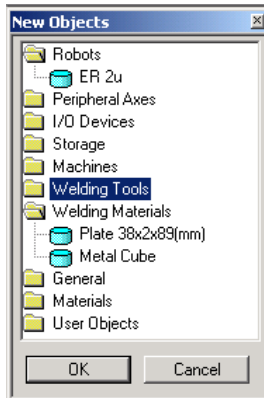 New Objects
Robots
ER 2u
Peripheral Axes
I/O Devices
Storage
Machines
Welding Tools
Welding Materials
Plate 38x2x89(mm)
Metal Cube
General
Materials
User Objects
OK Cancel